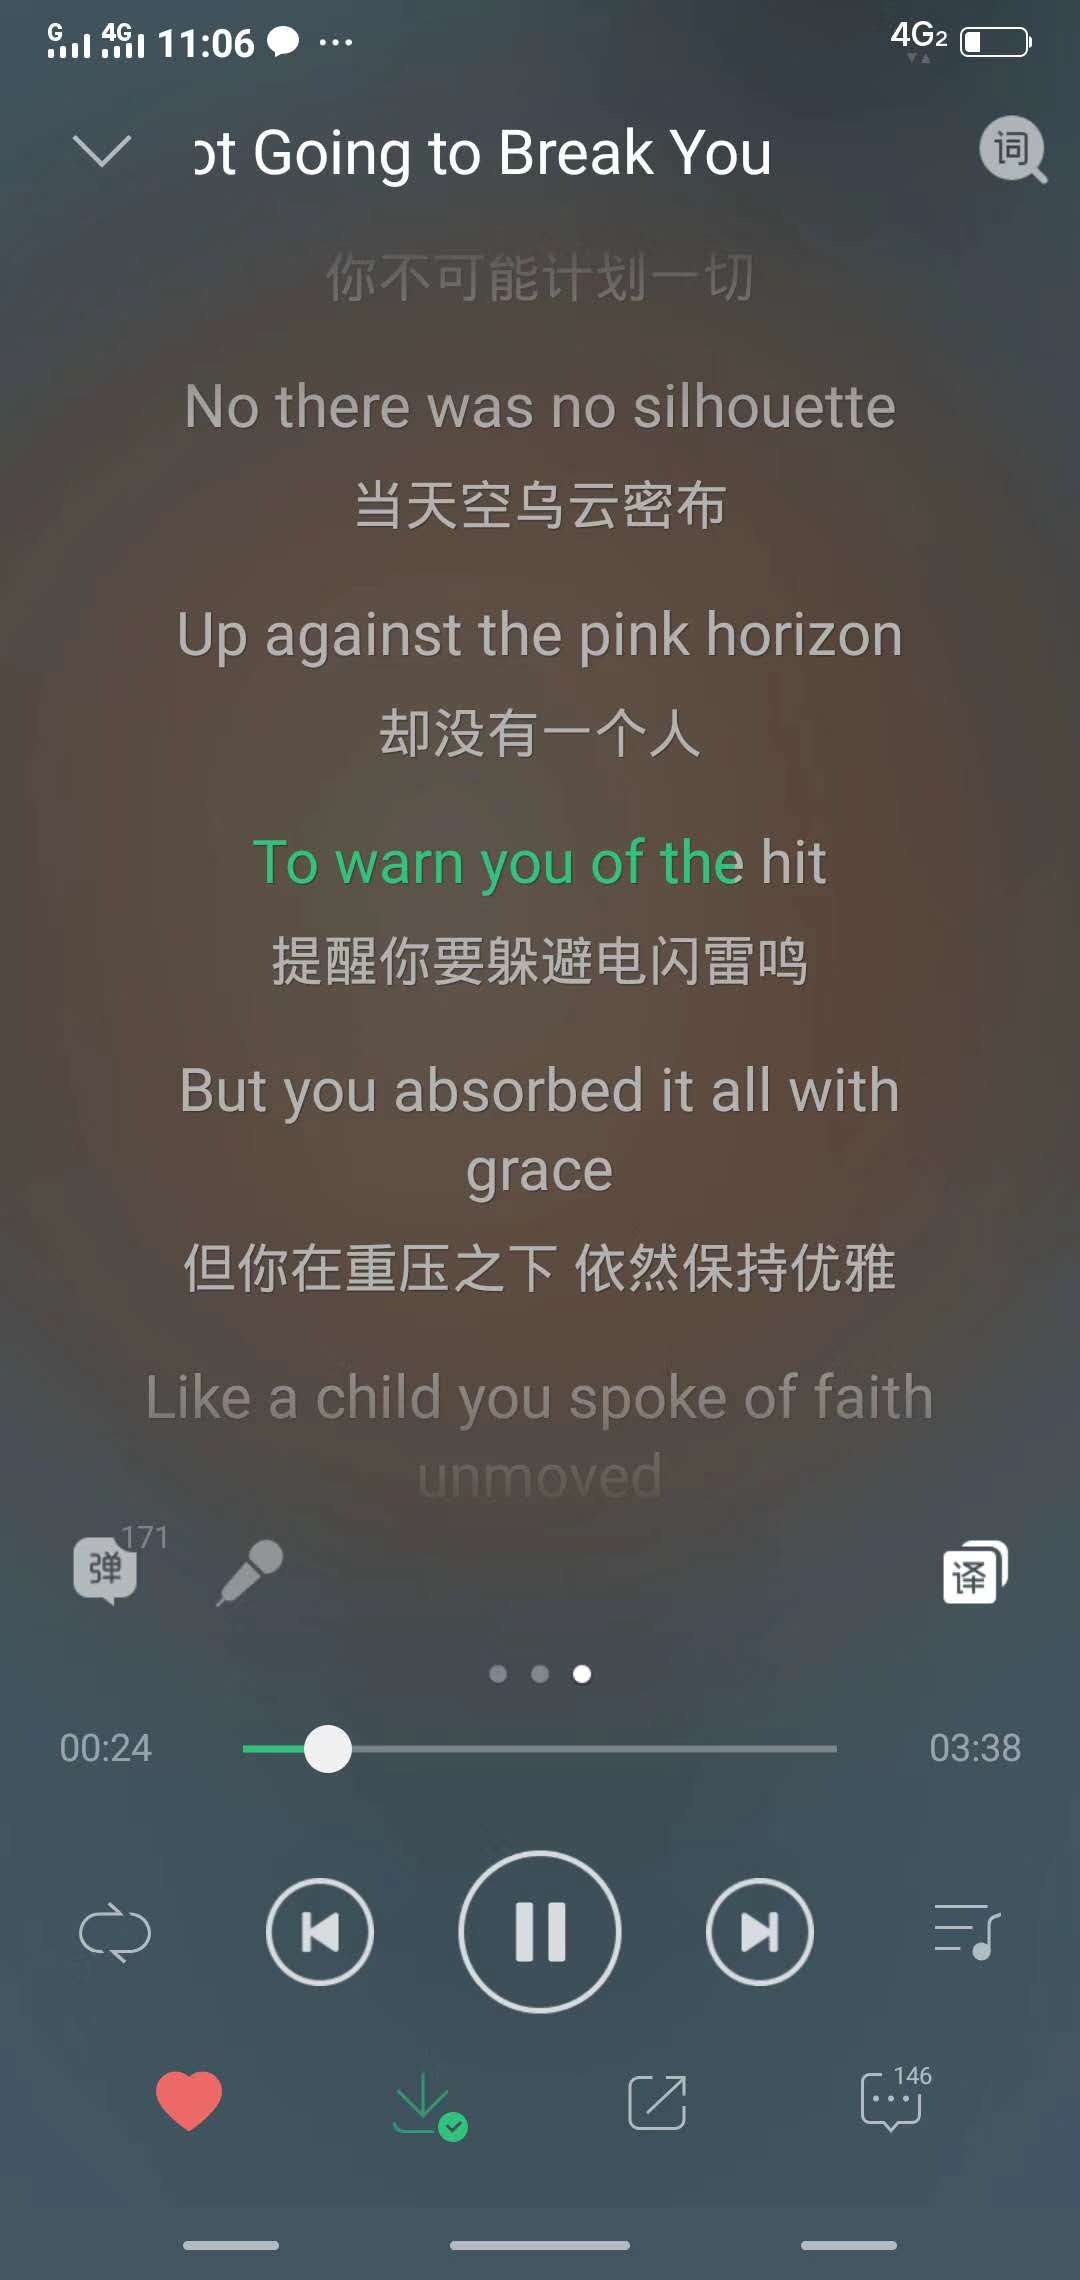 G 4G 11:06 ... 4G2
ot Going to Break You 词
你不可能计划一切
No there was no silhouette
当天空乌云密布
Up against the pink horizon
却没有一个人
To warn you of the hit
提醒你要躲避电闪雷鸣
But you absorbed it all with
grace
但你在重压之下 依然保持优雅
Like a child you spoke of faith
unmoved
弹 171 译
00:24 03:38
146